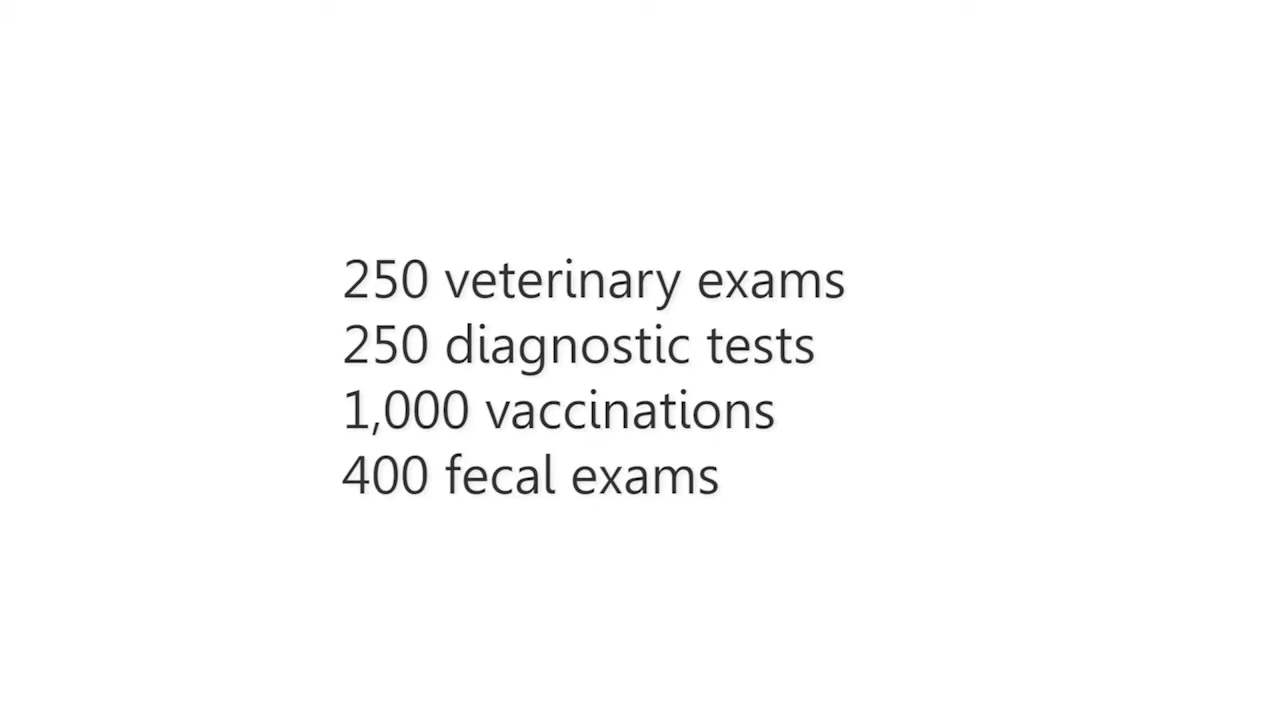 250 veterinary exams
250 diagnostic tests
1,000 vaccinations
400 fecal exams